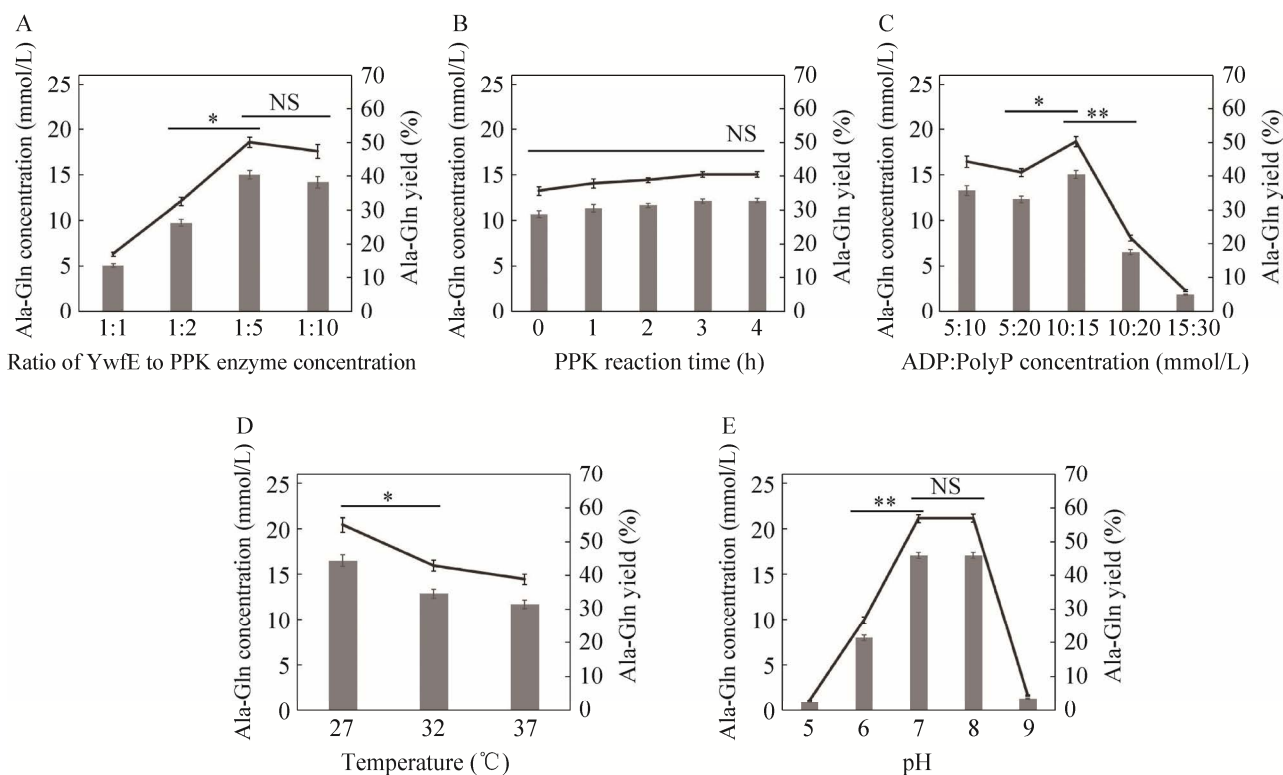 A
Ala-Gln concentration (mmol/L)
25
20
15
10
5
0
* NS
70
60
50
40
30
20
10
0
Ala-Gln yield (%)
1:1 1:2 1:5 1:10
Ratio of YwfE to PPK enzyme concentration
B
Ala-Gln concentration (mmol/L)
25
20
15
10
5
0
NS
70
60
50
40
30
20
10
0
Ala-Gln yield (%)
0 1 2 3 4
PPK reaction time (h)
C
Ala-Gln concentration (mmol/L)
25
20
15
10
5
0
* **
70
60
50
40
30
20
10
0
Ala-Gln yield (%)
5:10 5:20 10:15 10:20 15:30
ADP:PolyP concentration (mmol/L)
D
Ala-Gln concentration (mmol/L)
25
20
15
10
5
0
*
70
60
50
40
30
20
10
0
Ala-Gln yield (%)
27 32 37
Temperature (℃)
E
Ala-Gln concentration (mmol/L)
25
20
15
10
5
0
** NS
70
60
50
40
30
20
10
0
Ala-Gln yield (%)
5 6 7 8 9
pH